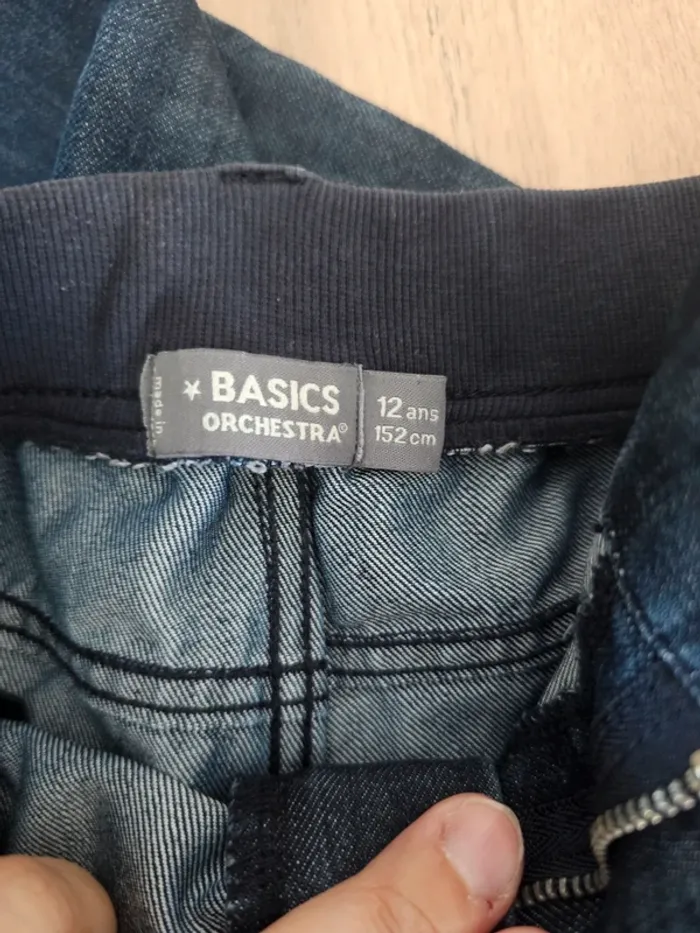 made in
BASICS
ORCHESTRA®
12 ans
152 cm